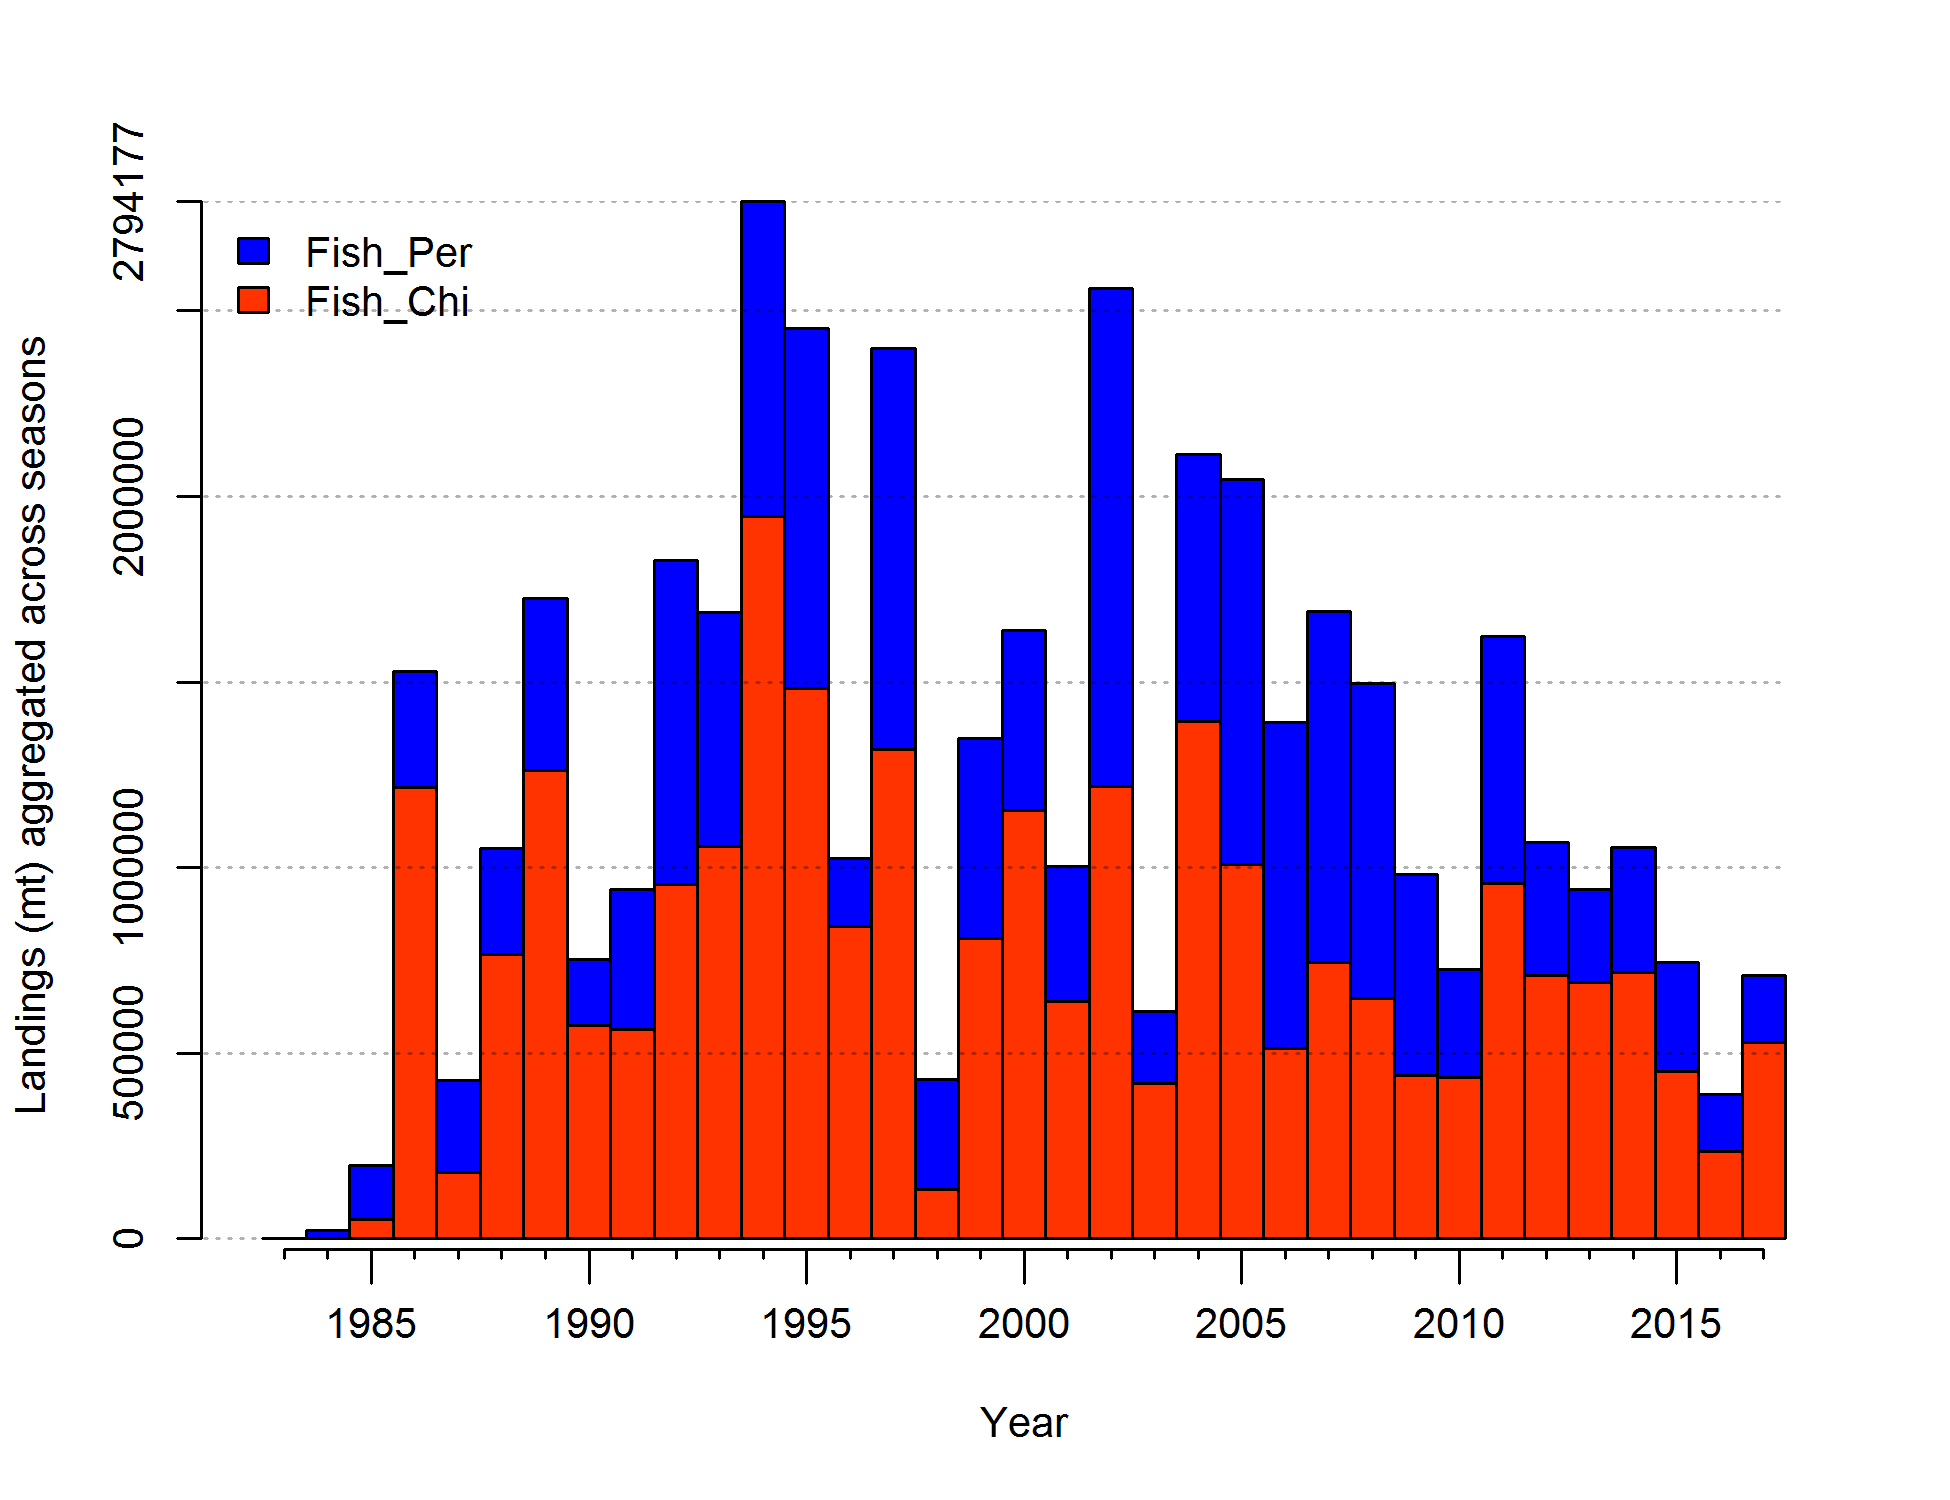 Landings (mt) aggregated across seasons
2794177
2000000
1000000
500000
0
Fish_Per
Fish_Chi
1985 1990 1995 2000 2005 2010 2015
Year